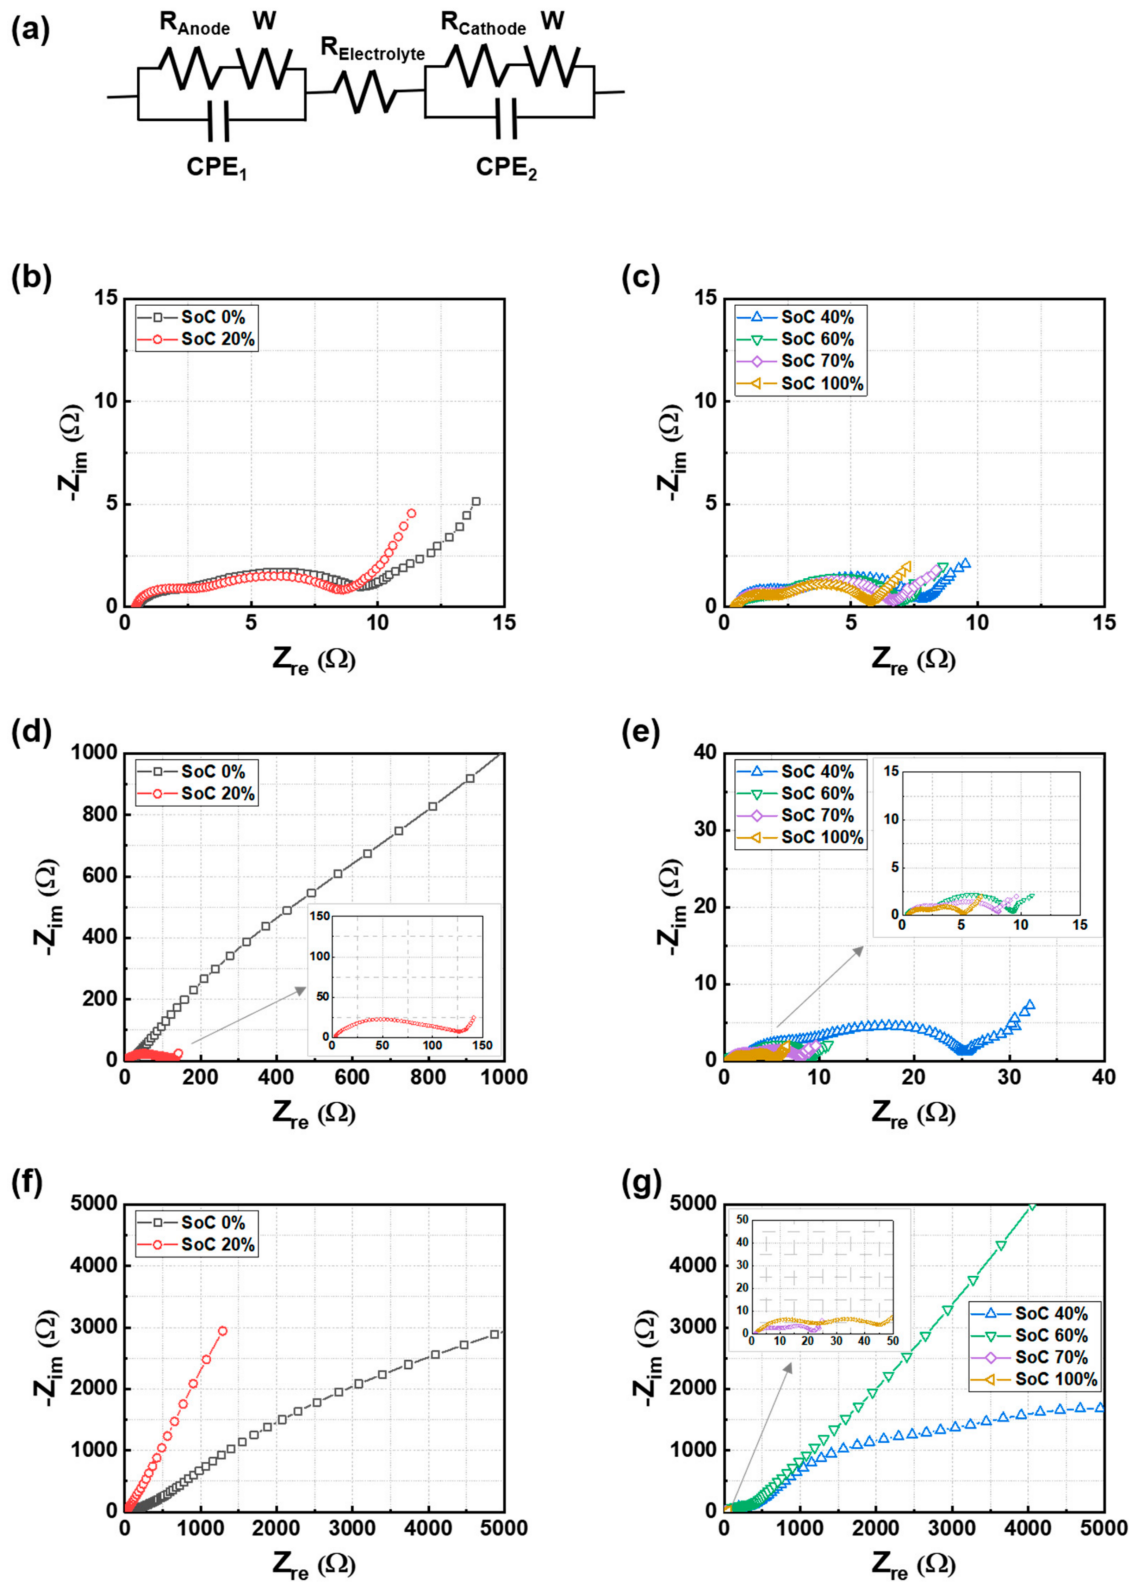 (a)
R_Anode W
R_Electrolyte
R_Cathode W
CPE_1
CPE_2
(b)
15
10
5
0
0 5 10 15
SoC 0%
SoC 20%
-Z_im (Ω)
Z_re (Ω)
(c)
15
10
5
0
0 5 10 15
SoC 40%
SoC 60%
SoC 70%
SoC 100%
-Z_im (Ω)
Z_re (Ω)
(d)
1000
800
600
400
200
0
0 200 400 600 800 1000
SoC 0%
SoC 20%
150
100
50
0
0 50 100 150
-Z_im (Ω)
Z_re (Ω)
(e)
40
30
20
10
0
0 10 20 30 40
SoC 40%
SoC 60%
SoC 70%
SoC 100%
15
10
5
0
0 5 10 15
-Z_im (Ω)
Z_re (Ω)
(f)
5000
4000
3000
2000
1000
0
0 1000 2000 3000 4000 5000
SoC 0%
SoC 20%
-Z_im (Ω)
Z_re (Ω)
(g)
5000
4000
3000
2000
1000
0
0 1000 2000 3000 4000 5000
50
40
30
20
10
0
0 10 20 30 40 50
SoC 40%
SoC 60%
SoC 70%
SoC 100%
-Z_im (Ω)
Z_re (Ω)